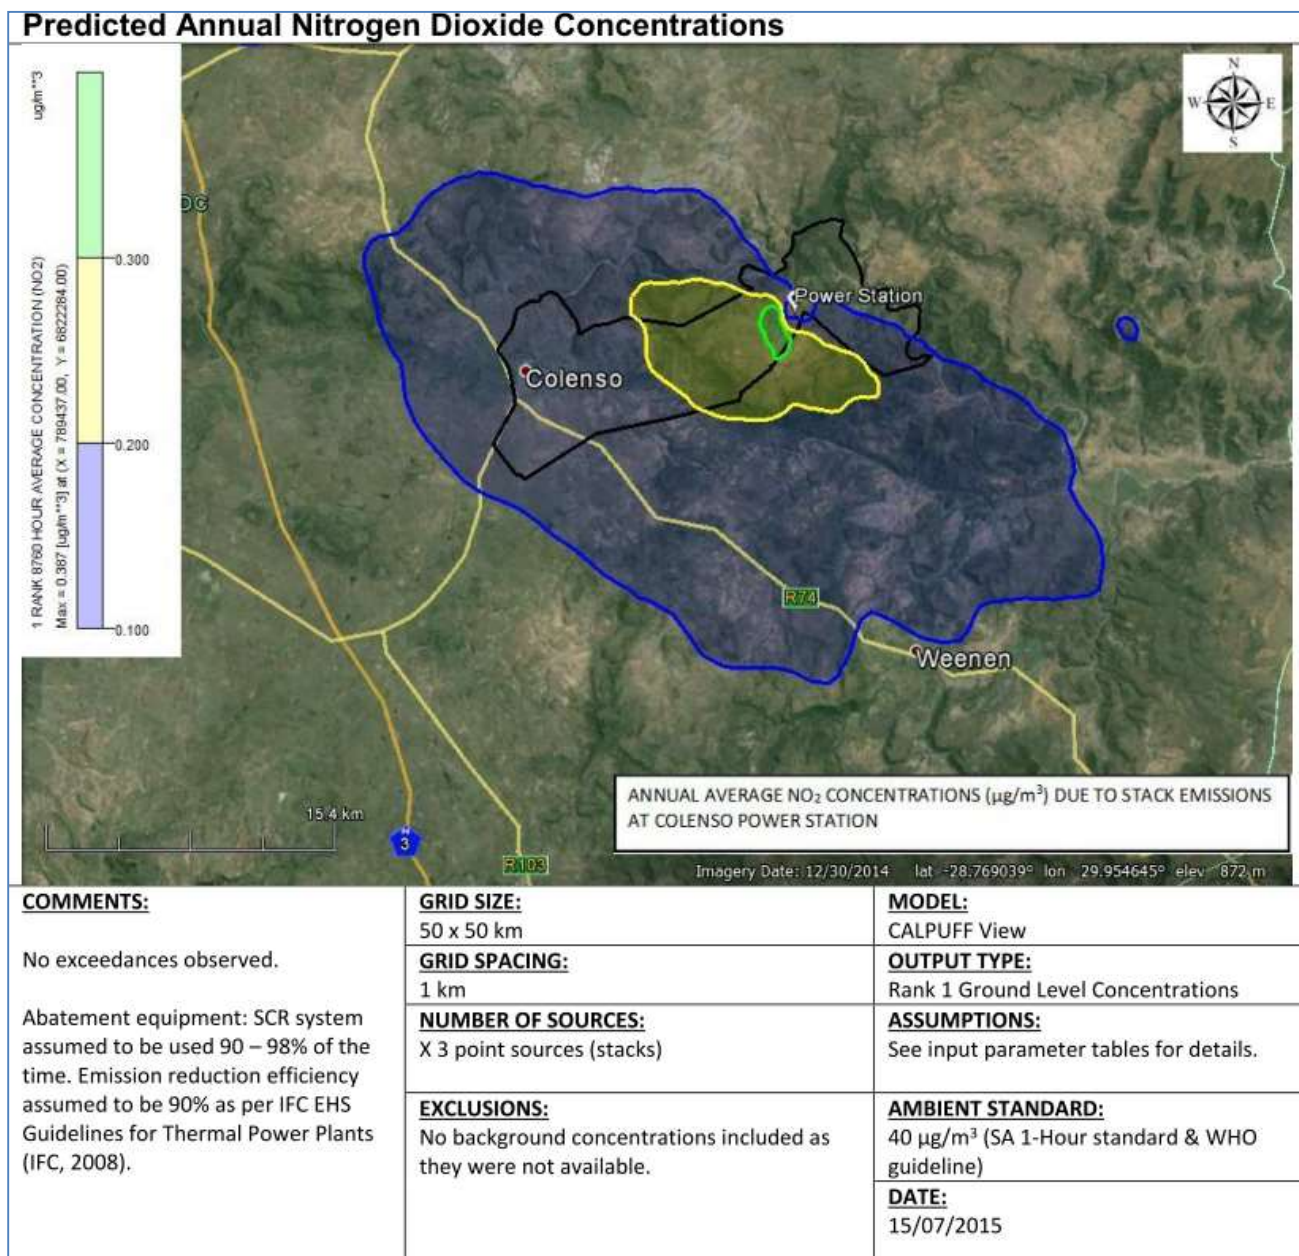 Predicted Annual Nitrogen Dioxide Concentrations
ug/m**3
1 RANK 8760 HOUR AVERAGE CONCENTRATION (NO2)
Max = 0.387 [ug/m**3] at (X = 789437.00, Y = 6822284.00)
0.300
0.200
0.100
N
W E
S
DC
Power Station
Colenso
R74
Weenen
15.4 km
N
3
R103
ANNUAL AVERAGE NO₂ CONCENTRATIONS (µg/m³) DUE TO STACK EMISSIONS
AT COLENSO POWER STATION
Imagery Date: 12/30/2014 lat -28.769039° lon 29.954645° elev 872 m
COMMENTS:
No exceedances observed.
Abatement equipment: SCR system
assumed to be used 90 – 98% of the
time. Emission reduction efficiency
assumed to be 90% as per IFC EHS
Guidelines for Thermal Power Plants
(IFC, 2008).
GRID SIZE:
50 x 50 km
GRID SPACING:
1 km
NUMBER OF SOURCES:
X 3 point sources (stacks)
EXCLUSIONS:
No background concentrations included as
they were not available.
MODEL:
CALPUFF View
OUTPUT TYPE:
Rank 1 Ground Level Concentrations
ASSUMPTIONS:
See input parameter tables for details.
AMBIENT STANDARD:
40 µg/m³ (SA 1-Hour standard & WHO
guideline)
DATE:
15/07/2015